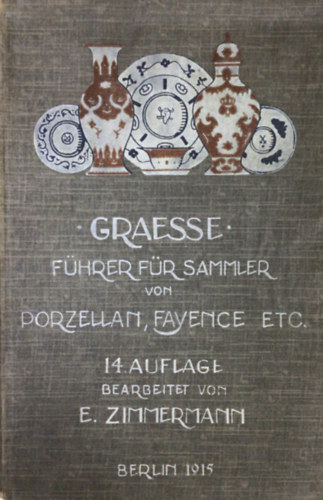 · GRAESSE ·
FÜHRER FÜR SAMMLER
VON
PORZELLAN, FAYENCE ETC.
14. AUFLAGE
BEARBEITET VON
E. ZIMMERMANN
BERLIN 1915